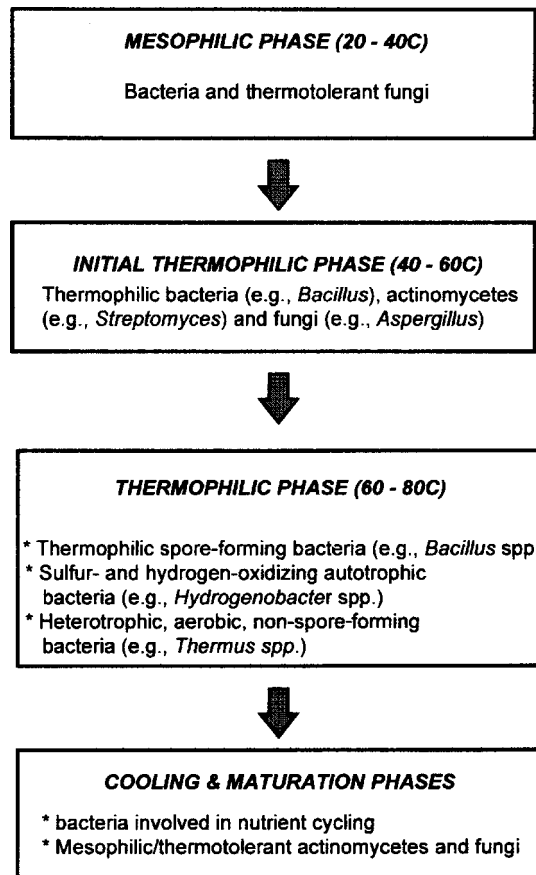 MESOPHILIC PHASE (20 - 40C)
Bacteria and thermotolerant fungi
INITIAL THERMOPHILIC PHASE (40 - 60C)
Thermophilic bacteria (e.g., Bacillus), actinomycetes
(e.g., Streptomyces) and fungi (e.g., Aspergillus)
THERMOPHILIC PHASE (60 - 80C)
* Thermophilic spore-forming bacteria (e.g., Bacillus spp
* Sulfur- and hydrogen-oxidizing autotrophic
bacteria (e.g., Hydrogenobacter spp.)
* Heterotrophic, aerobic, non-spore-forming
bacteria (e.g., Thermus spp.)
COOLING & MATURATION PHASES
* bacteria involved in nutrient cycling
* Mesophilic/thermotolerant actinomycetes and fungi